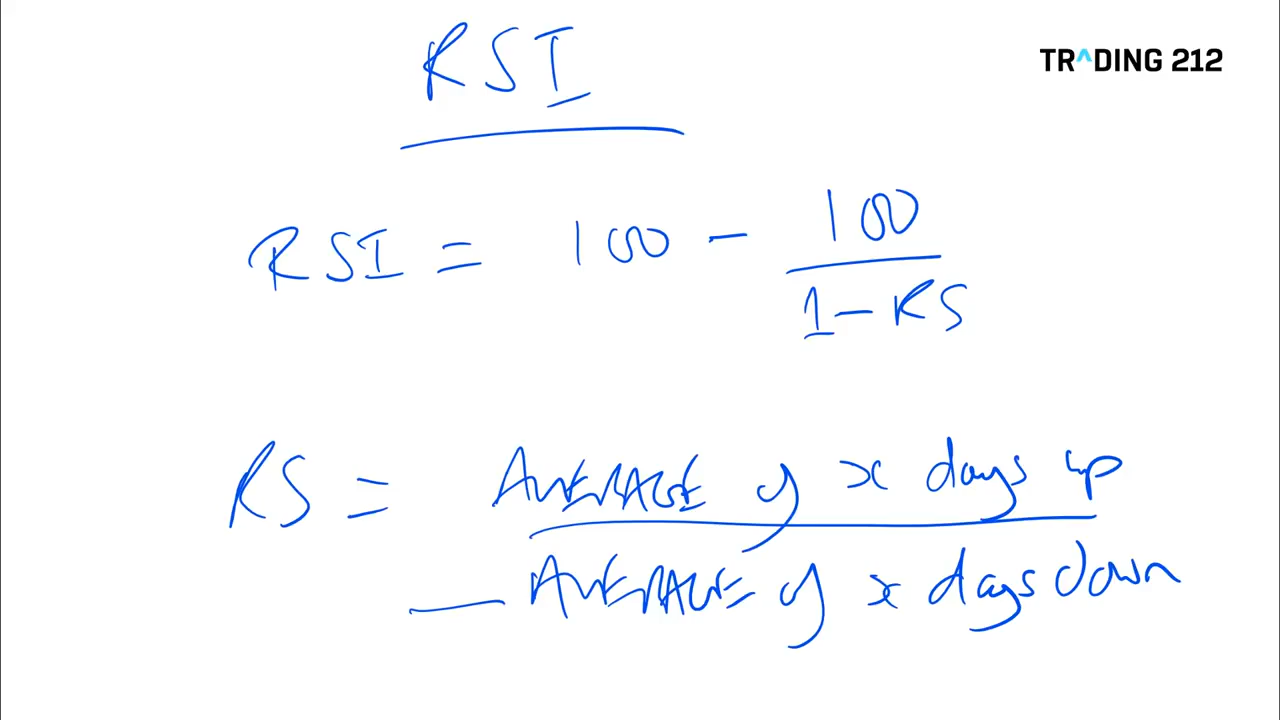 RSI
TRADING 212
RSI = 100 - 100
1 - RS
RS = AVERAGE of x days up
— AVERAGE of x days down